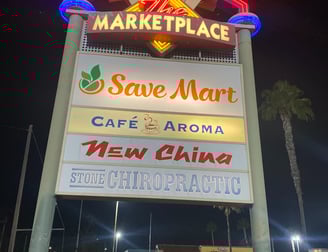 The
MARKETPLACE
Save Mart
CAFÉ AROMA
NEW CHINA
STONE CHIROPRACTIC